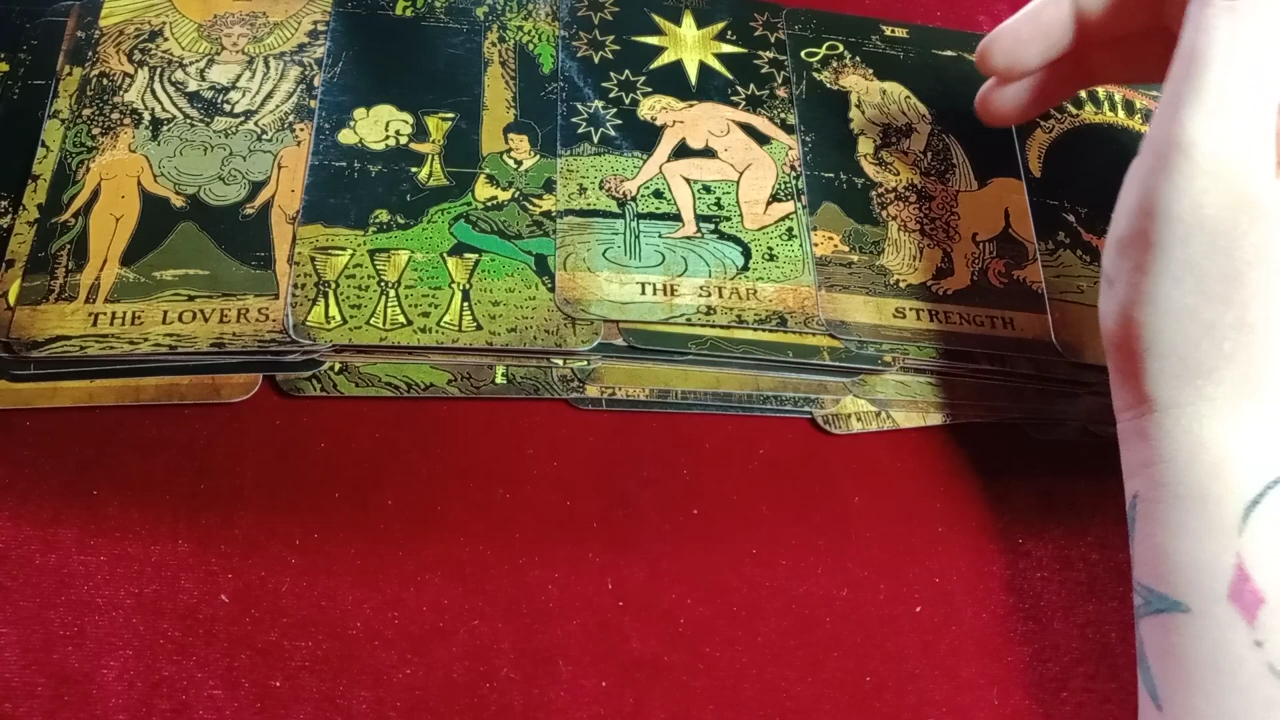 THE LOVERS.
THE STAR.
VIII
STRENGTH.